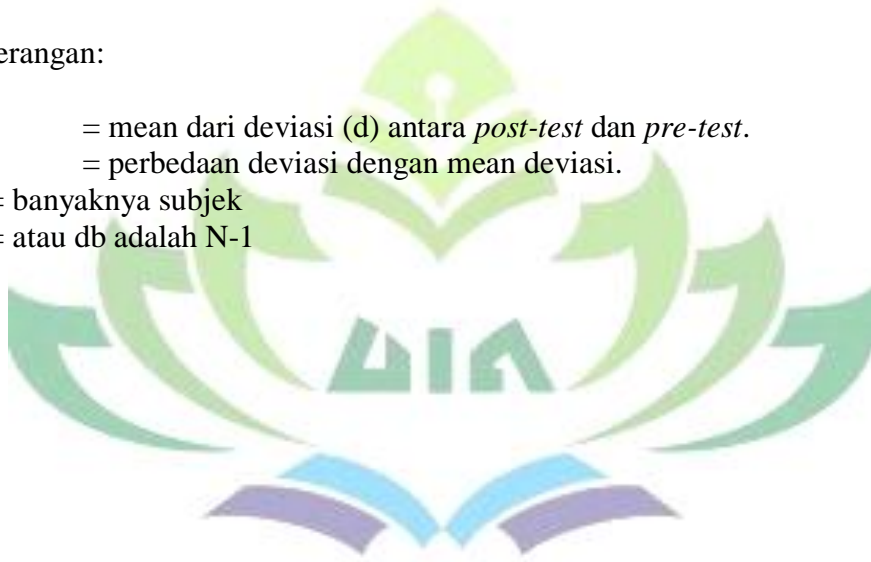 erangan:
= mean dari deviasi (d) antara post-test dan pre-test.
= perbedaan deviasi dengan mean deviasi.
= banyaknya subjek
= atau db adalah N-1
UIN